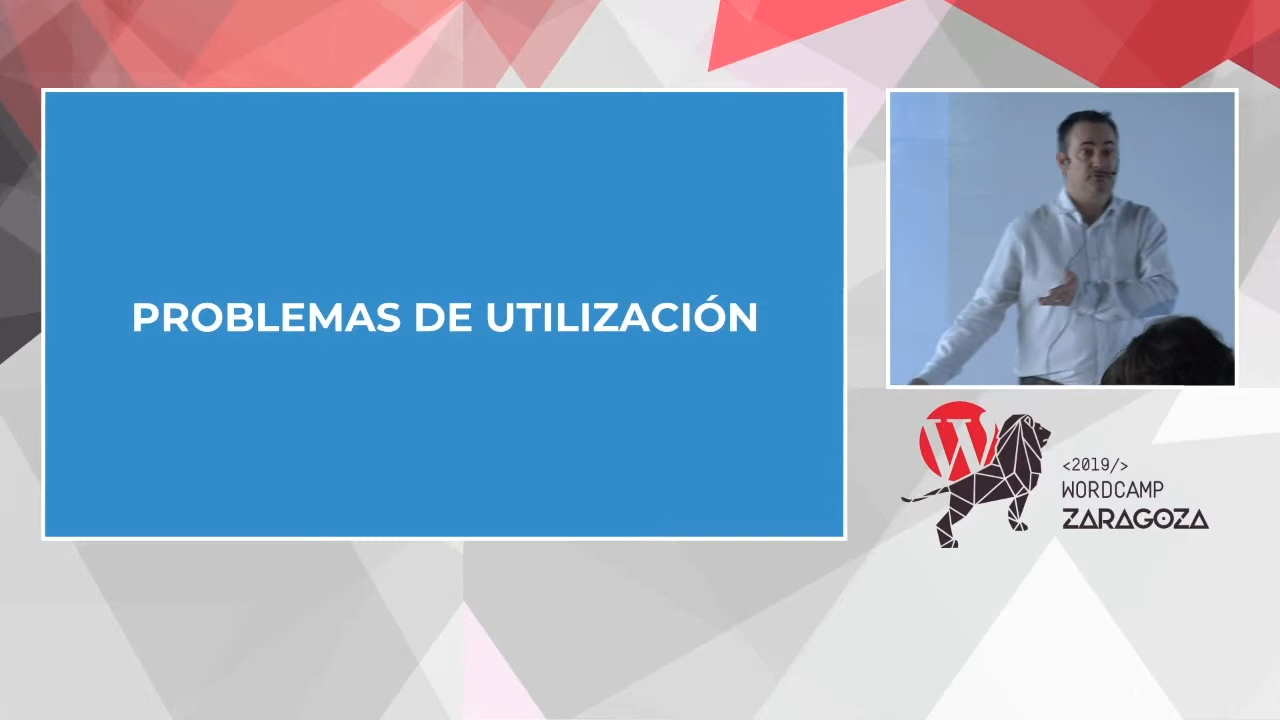 PROBLEMAS DE UTILIZACIÓN
W
<2019/>
WORDCAMP
ZARAGOZA